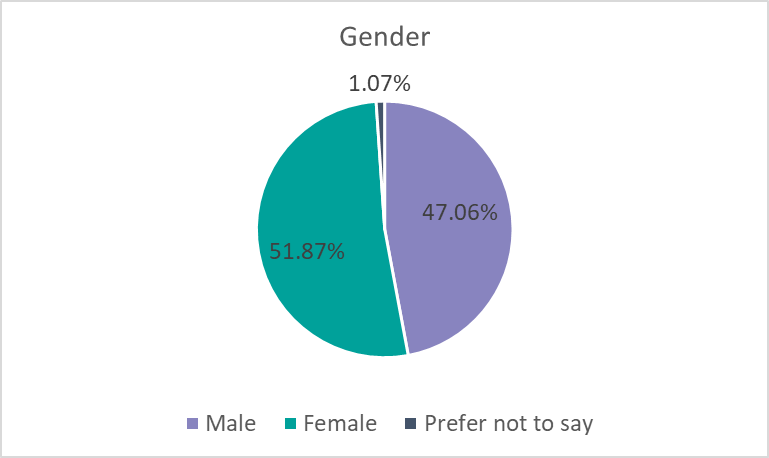 Gender
1.07%
47.06%
51.87%
Male Female Prefer not to say